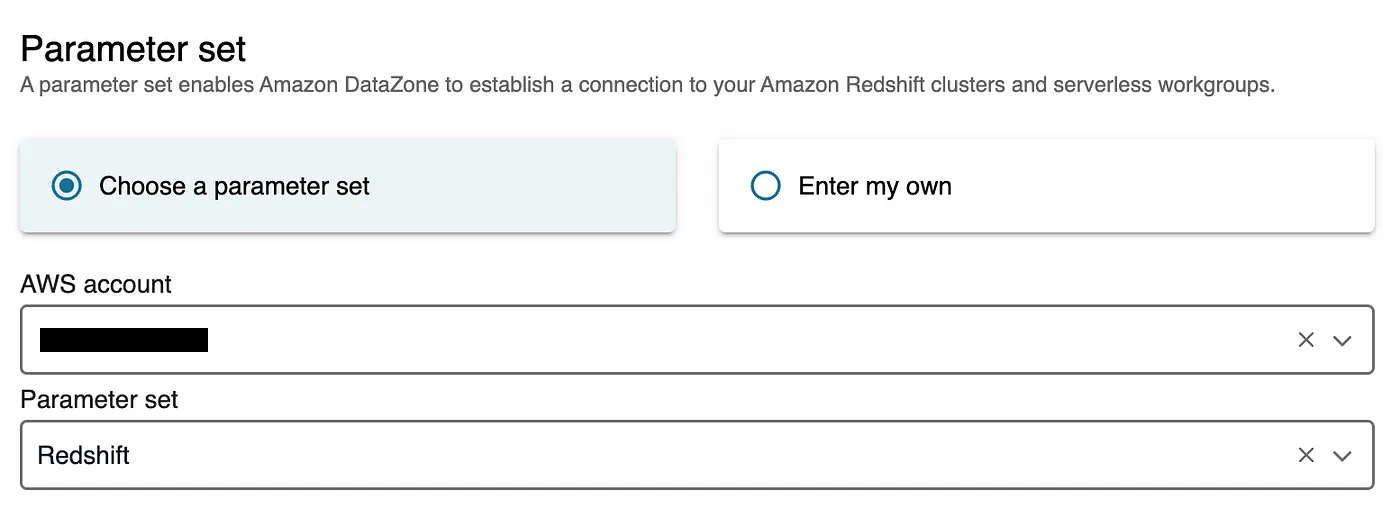 Parameter set
A parameter set enables Amazon DataZone to establish a connection to your Amazon Redshift clusters and serverless workgroups.
Choose a parameter set
Enter my own
AWS account
Parameter set
Redshift